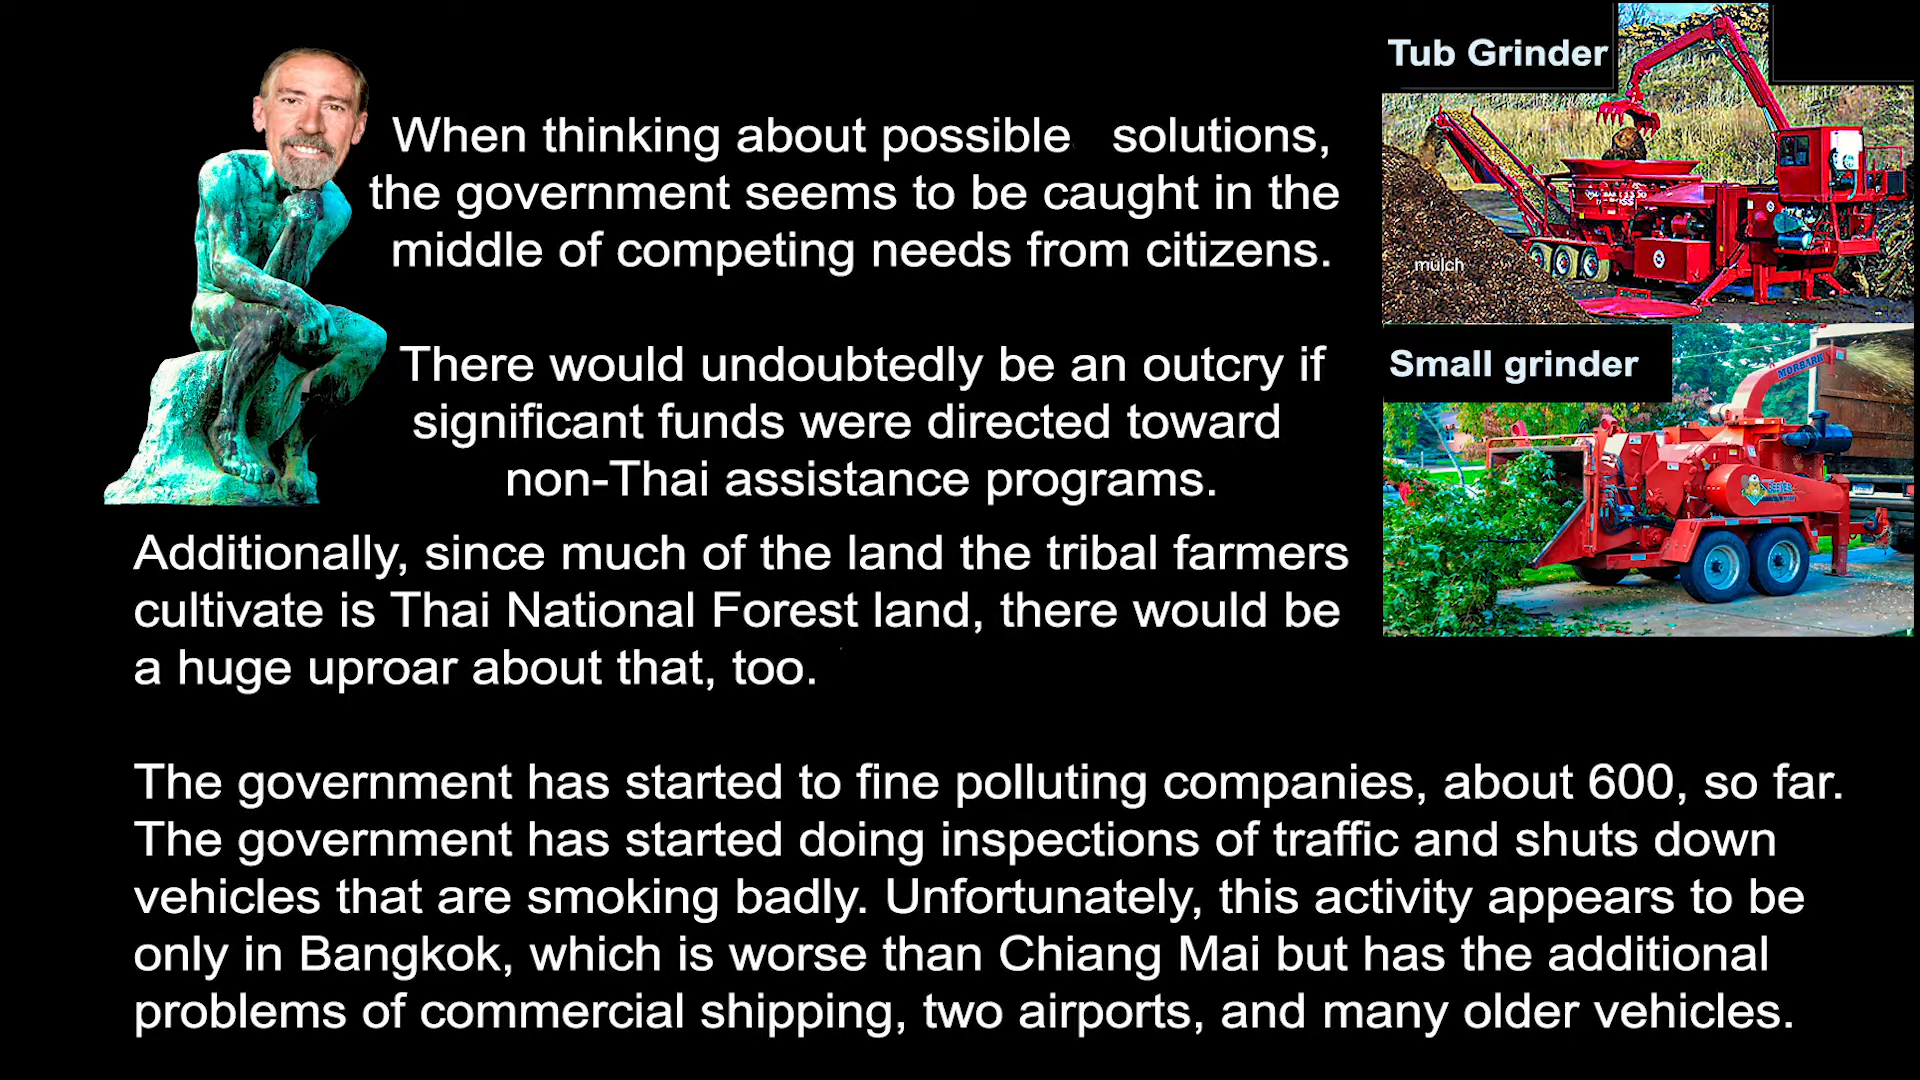 Tub Grinder
When thinking about possible solutions,
the government seems to be caught in the
middle of competing needs from citizens.
mulch
There would undoubtedly be an outcry if
significant funds were directed toward
non-Thai assistance programs.
Small grinder
MORBARK
BEEVER
Additionally, since much of the land the tribal farmers
cultivate is Thai National Forest land, there would be
a huge uproar about that, too.
The government has started to fine polluting companies, about 600, so far.
The government has started doing inspections of traffic and shuts down
vehicles that are smoking badly. Unfortunately, this activity appears to be
only in Bangkok, which is worse than Chiang Mai but has the additional
problems of commercial shipping, two airports, and many older vehicles.